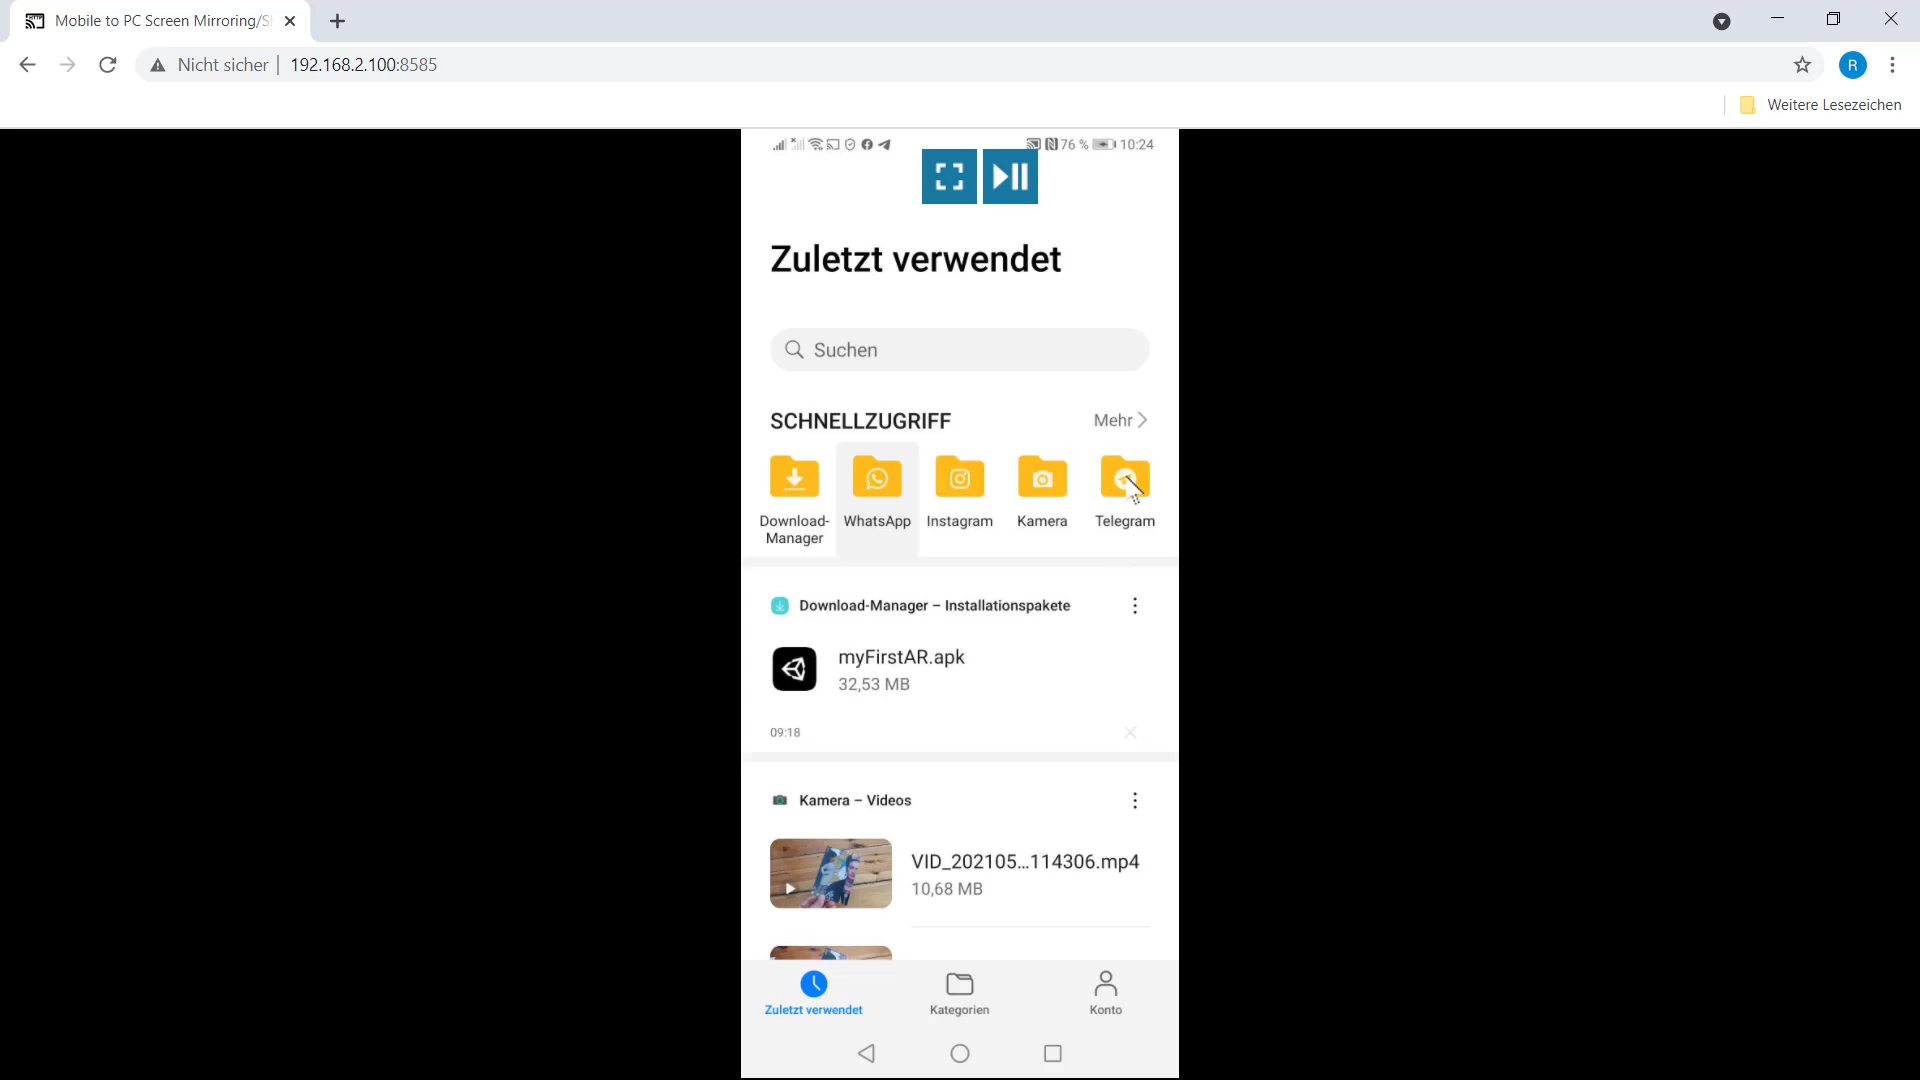 Mobile to PC Screen Mirroring/S
Nicht sicher
192.168.2.100:8585
R
Weitere Lesezeichen
76 % 10:24
Zuletzt verwendet
Suchen
SCHNELLZUGRIFF
Mehr
Download-
Manager
WhatsApp
Instagram
Kamera
Telegram
Download-Manager – Installationspakete
myFirstAR.apk
32,53 MB
09:18
Kamera – Videos
VID_202105...114306.mp4
10,68 MB
Zuletzt verwendet
Kategorien
Konto